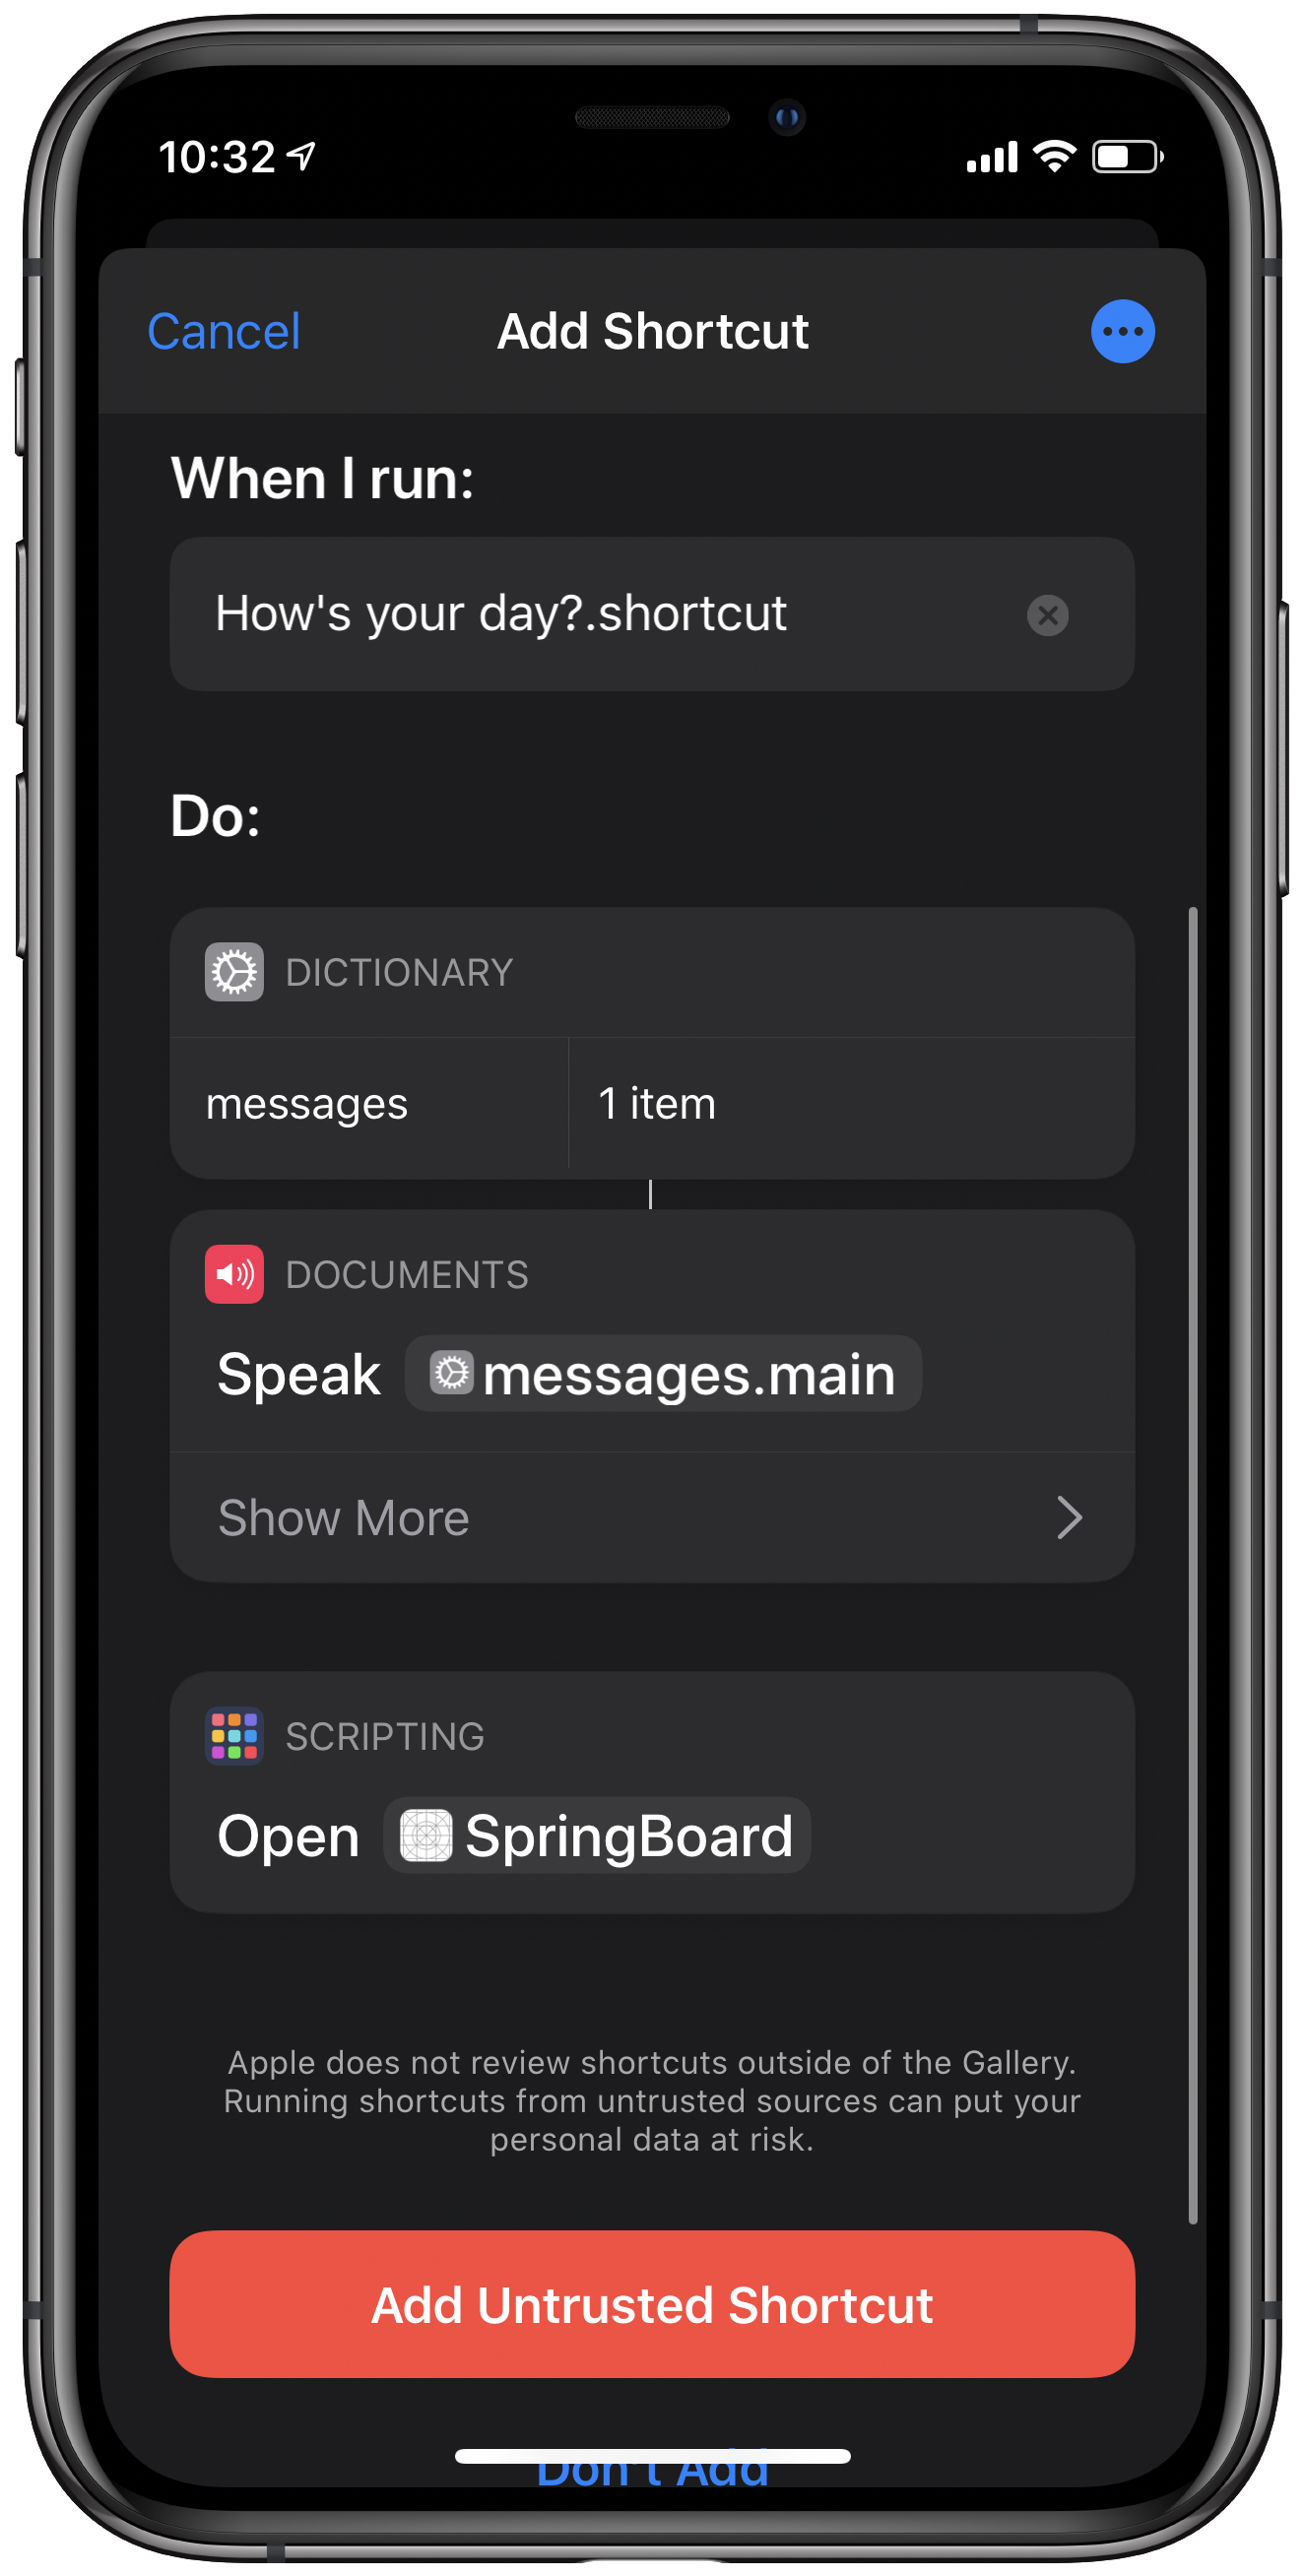 10:32
Cancel
Add Shortcut
When I run:
How's your day?.shortcut
Do:
DICTIONARY
messages
1 item
DOCUMENTS
Speak messages.main
Show More
SCRIPTING
Open SpringBoard
Apple does not review shortcuts outside of the Gallery.
Running shortcuts from untrusted sources can put your
personal data at risk.
Add Untrusted Shortcut
Don't Add